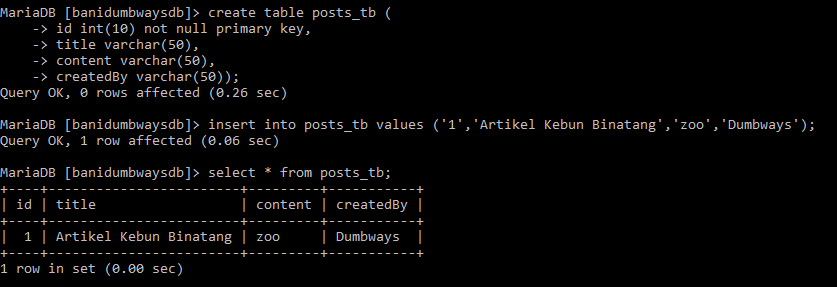 MariaDB [banidumbwaysdb]> create table posts_tb (
    -> id int(10) not null primary key,
    -> title varchar(50),
    -> content varchar(50),
    -> createdBy varchar(50));
Query OK, 0 rows affected (0.26 sec)

MariaDB [banidumbwaysdb]> insert into posts_tb values ('1','Artikel Kebun Binatang','zoo','Dumbways');
Query OK, 1 row affected (0.06 sec)

MariaDB [banidumbwaysdb]> select * from posts_tb;
+----+------------------------+---------+-----------+
| id | title                  | content | createdBy |
+----+------------------------+---------+-----------+
|  1 | Artikel Kebun Binatang | zoo     | Dumbways  |
+----+------------------------+---------+-----------+
1 row in set (0.00 sec)